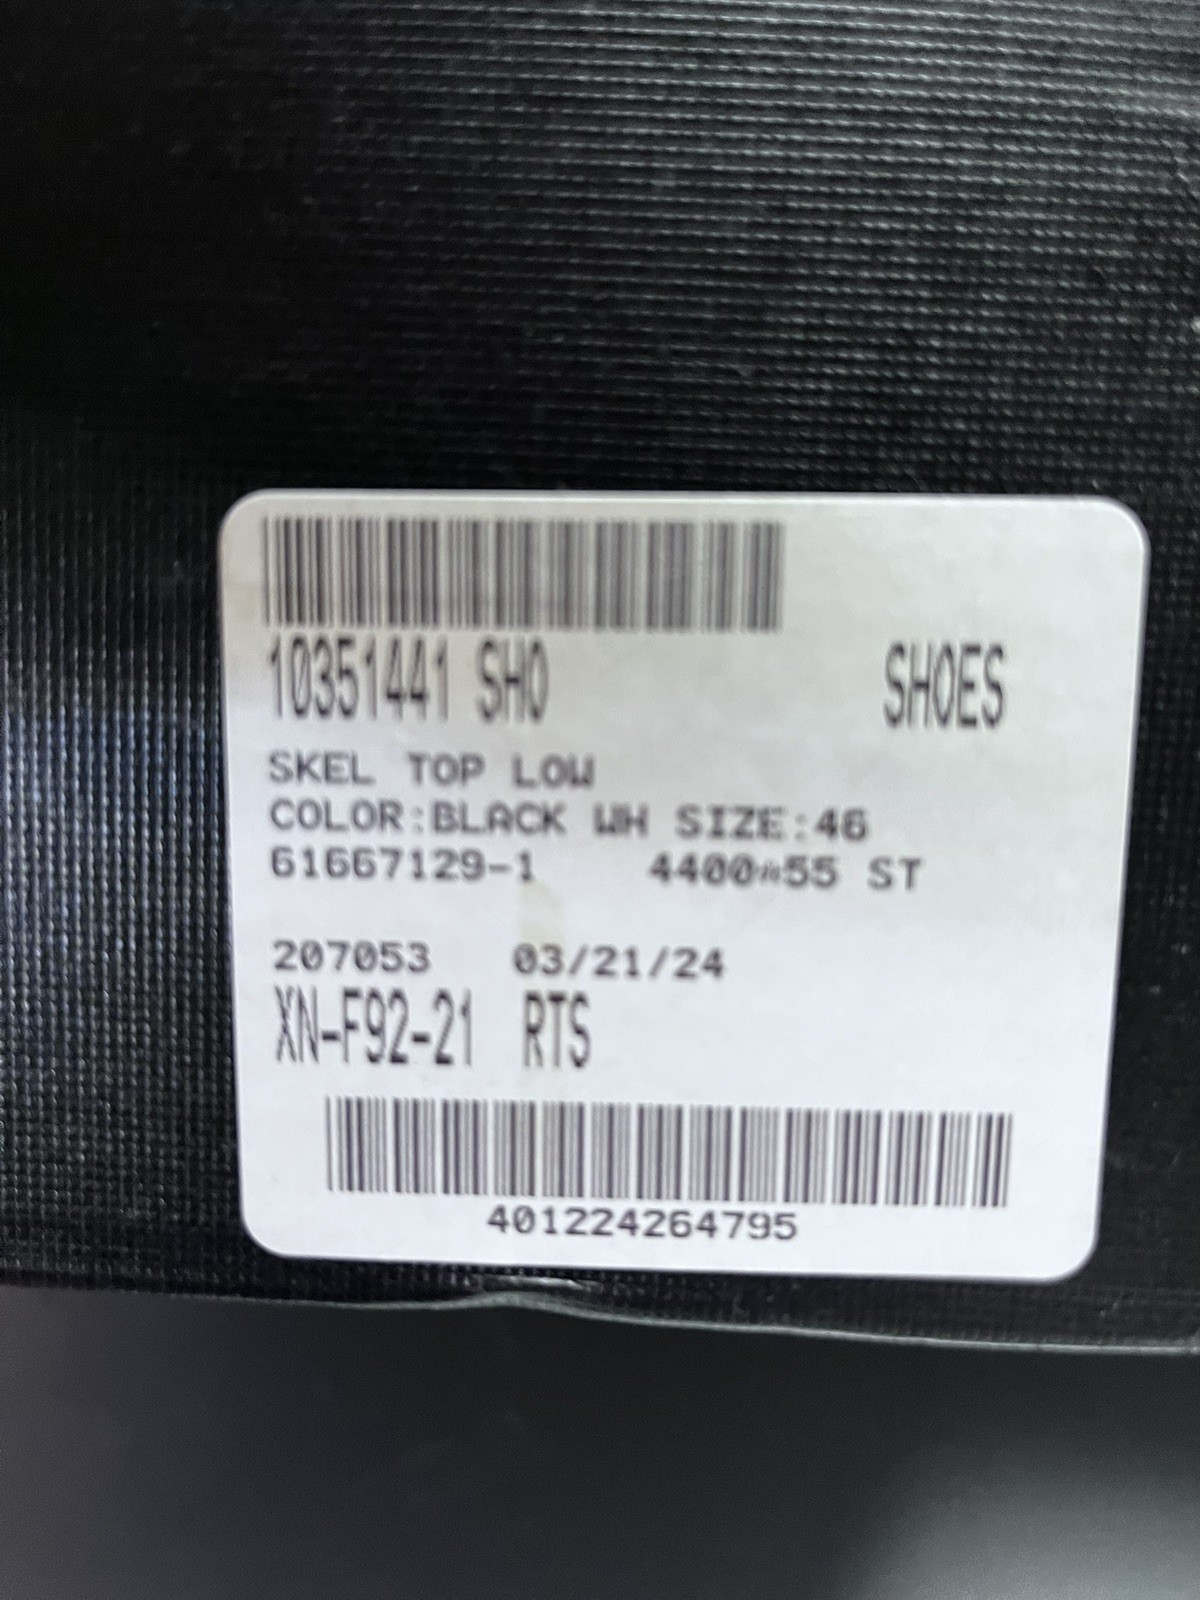 10351441 SHO SHOES
SKEL TOP LOW
COLOR:BLACK WH SIZE:46
61667129-1 4400*55 ST
207053 03/21/24
XN-F92-21 RTS
401224264795